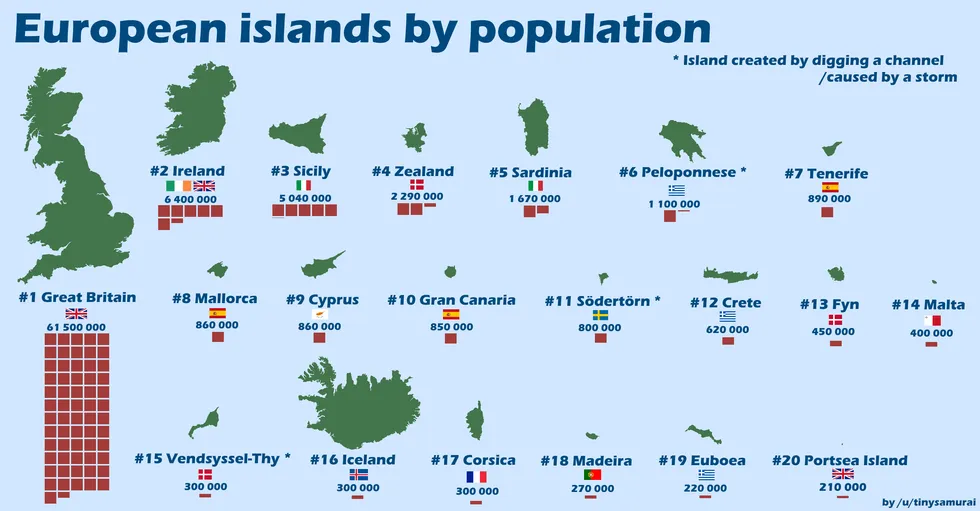 European islands by population
* Island created by digging a channel
/caused by a storm
#2 Ireland
6 400 000
#3 Sicily
5 040 000
#4 Zealand
2 290 000
#5 Sardinia
1 670 000
#6 Peloponnese *
1 100 000
#7 Tenerife
890 000
#1 Great Britain
61 500 000
#8 Mallorca
860 000
#9 Cyprus
860 000
#10 Gran Canaria
850 000
#11 Södertörn *
800 000
#12 Crete
620 000
#13 Fyn
450 000
#14 Malta
400 000
#15 Vendsyssel-Thy *
300 000
#16 Iceland
300 000
#17 Corsica
300 000
#18 Madeira
270 000
#19 Euboea
220 000
#20 Portsea Island
210 000
by /u/tinysamurai